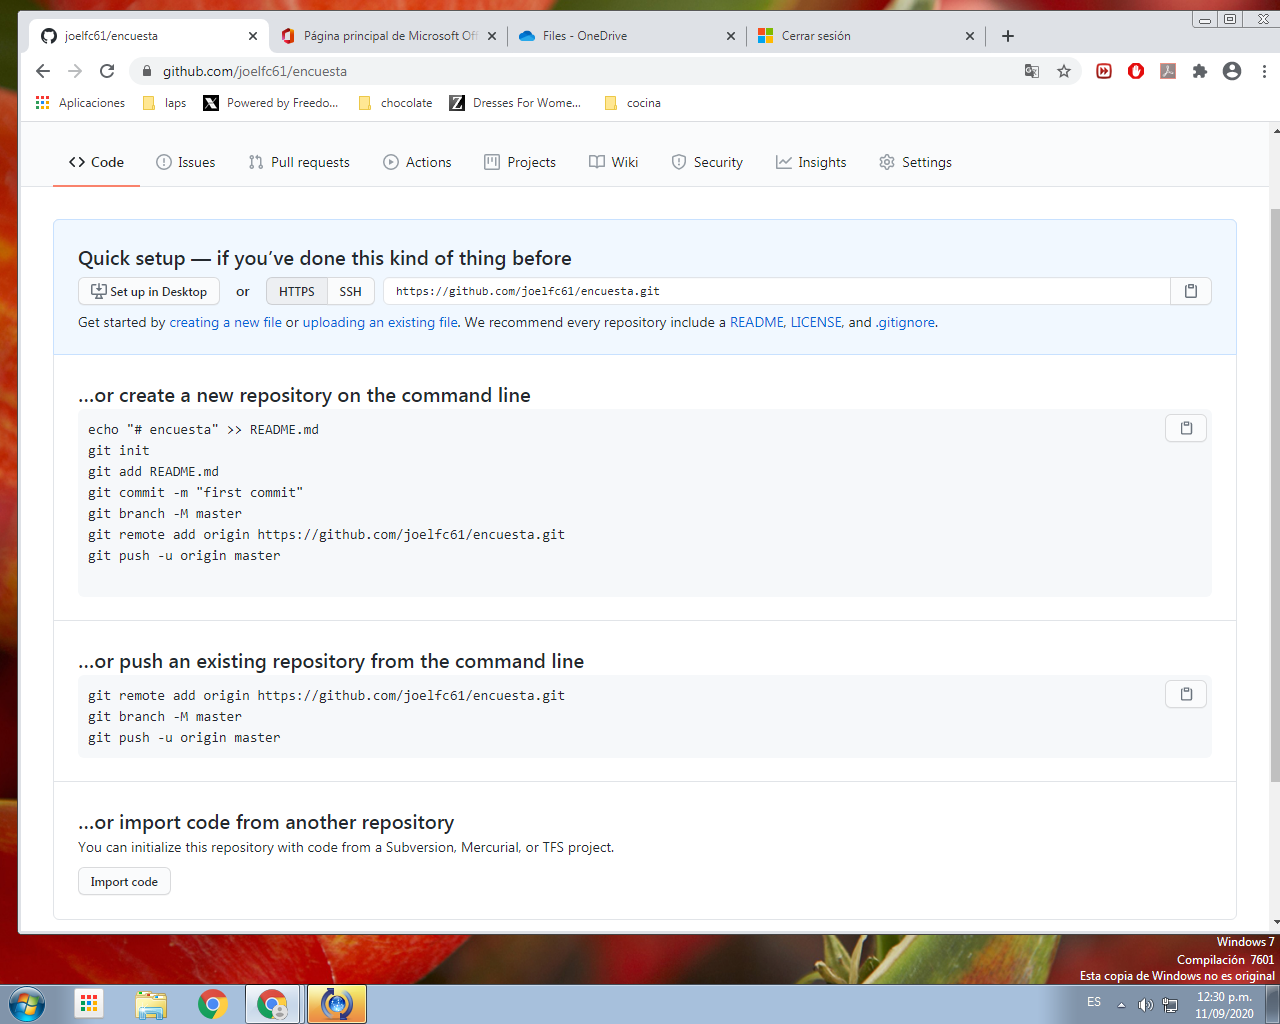 joelfc61/encuesta
Página principal de Microsoft Off
Files - OneDrive
Cerrar sesión
github.com/joelfc61/encuesta
Aplicaciones
laps
Powered by Freedo...
chocolate
Dresses For Wome...
cocina
Code
Issues
Pull requests
Actions
Projects
Wiki
Security
Insights
Settings
Quick setup — if you've done this kind of thing before
Set up in Desktop or HTTPS SSH https://github.com/joelfc61/encuesta.git
Get started by creating a new file or uploading an existing file. We recommend every repository include a README, LICENSE, and .gitignore.
...or create a new repository on the command line
echo "# encuesta" >> README.md
git init
git add README.md
git commit -m "first commit"
git branch -M master
git remote add origin https://github.com/joelfc61/encuesta.git
git push -u origin master
...or push an existing repository from the command line
git remote add origin https://github.com/joelfc61/encuesta.git
git branch -M master
git push -u origin master
...or import code from another repository
You can initialize this repository with code from a Subversion, Mercurial, or TFS project.
Import code
Windows 7
Compilación 7601
Esta copia de Windows no es original
ES
12:30 p.m.
11/09/2020